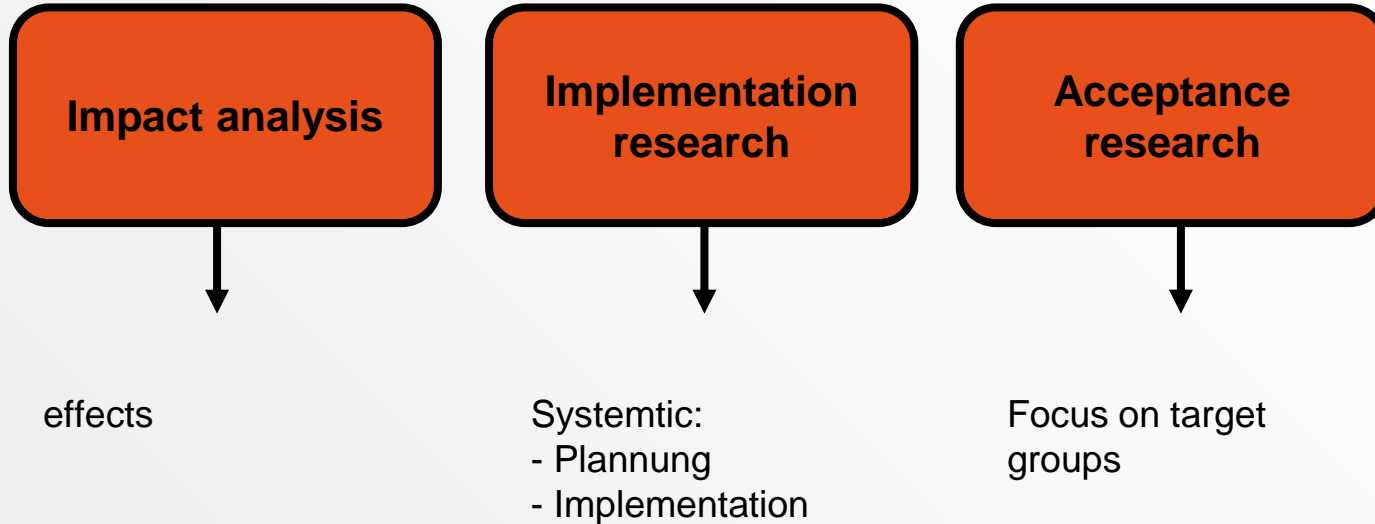 Impact analysis
Implementation
research
Acceptance
research
effects
Systemtic:
- Plannung
- Implementation
Focus on target
groups